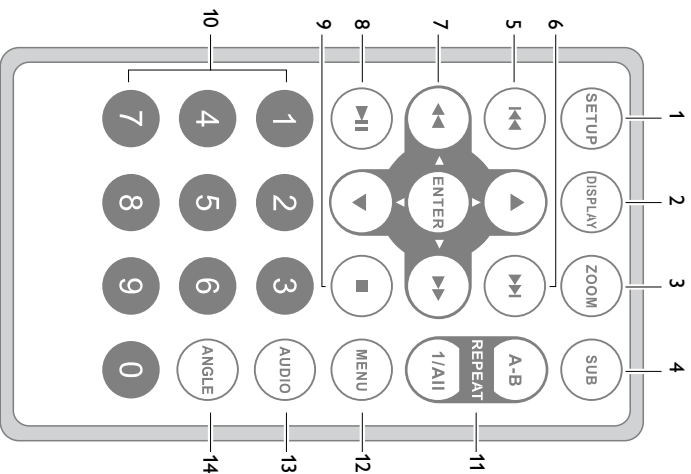 1 2 3 4
SETUP DISPLAY ZOOM SUB
6
5
A-B
REPEAT 11
7 ENTER 1/All
8 MENU 12
9
1 2 3 AUDIO 13
10 4 5 6 ANGLE 14
7 8 9 0